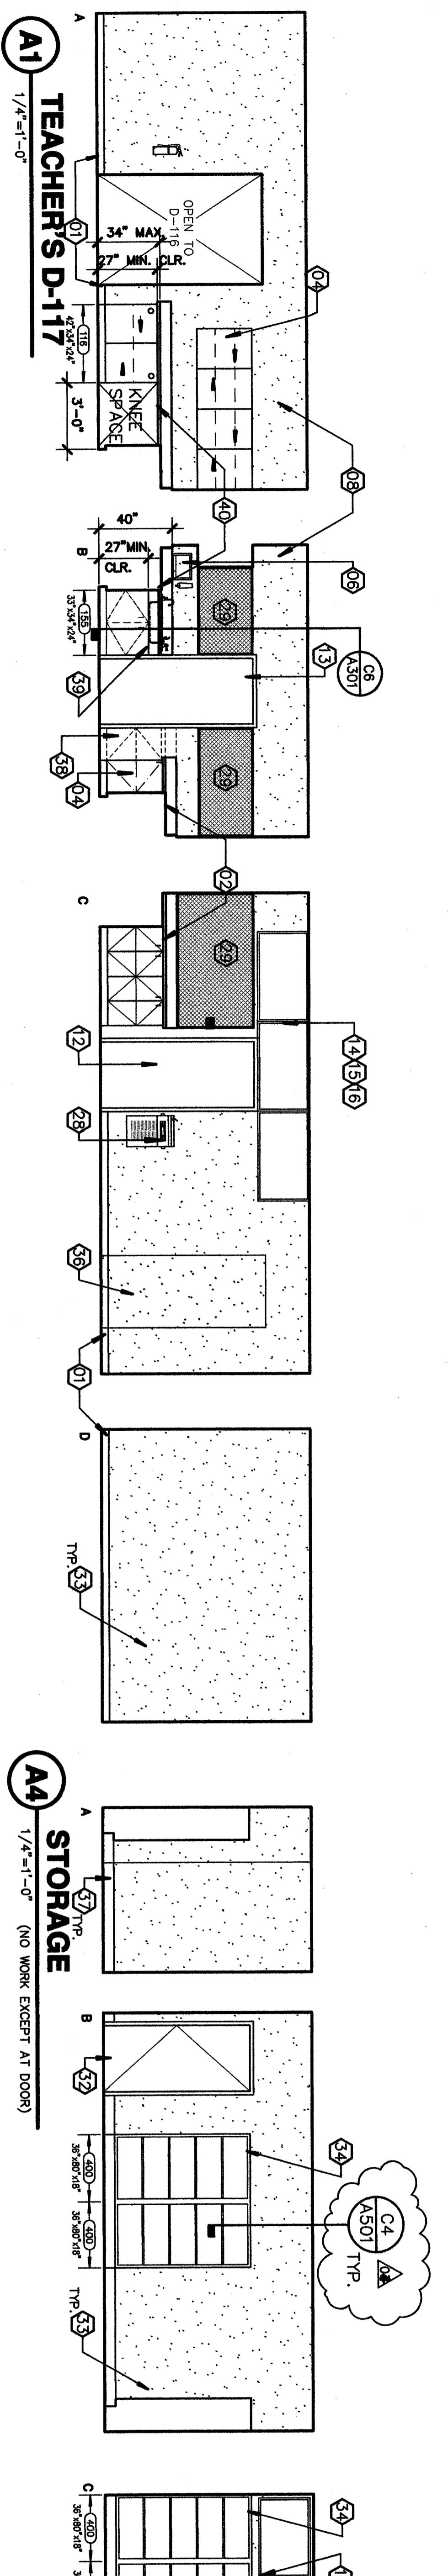 A
OPEN TO
D-116
34" MAX.
27" MIN. CLR.
01
116
42"x34"x24"
3'-0"
KNEE
SPACE
04
08
40
A1
TEACHER'S D-117
1/4"=1'-0"
B
40"
27"MIN.
CLR.
155
33"x34"x24"
39
38
04
29
29
06
13
C6
A301
02
C
29
12
28
36
01
14
15
16
D
TYP. 33
A4
STORAGE
1/4"=1'-0" (NO WORK EXCEPT AT DOOR)
A
37 TYP.
B
32
400
36"x80"x18"
400
36"x80"x18"
34
C4
A501
TYP.
TYP. 33
C
400
36"x80"x18"
34